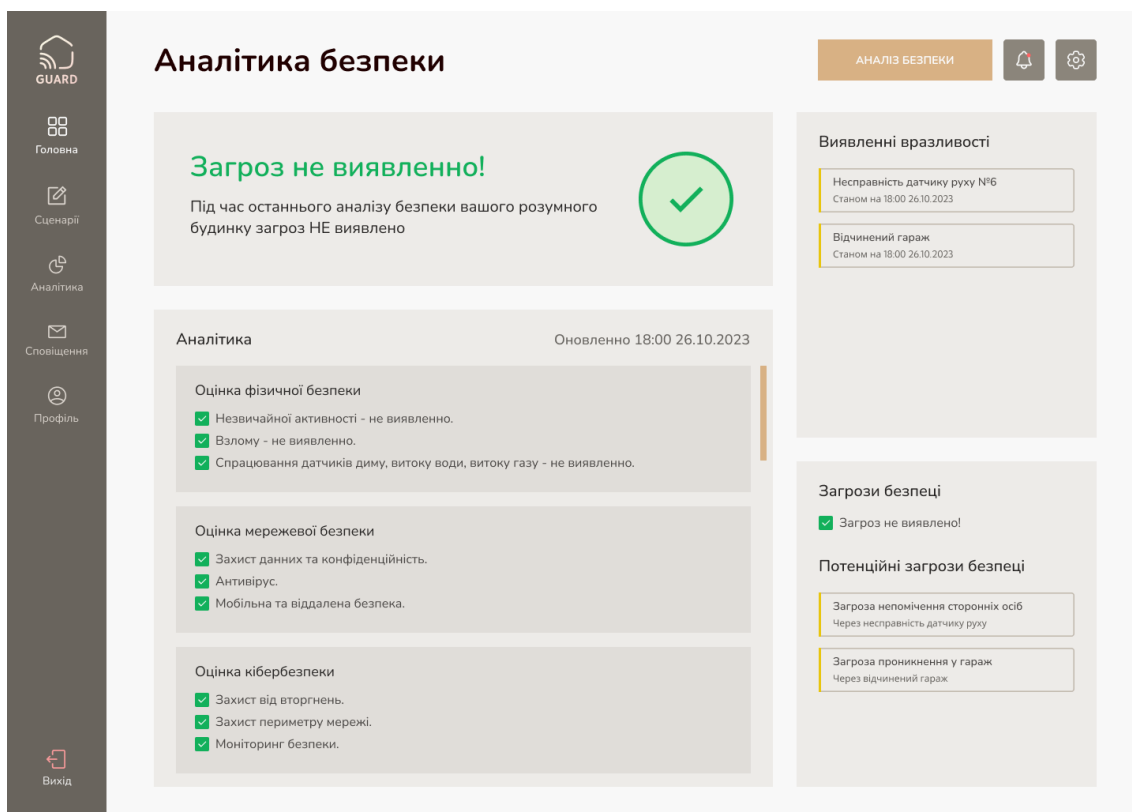 GUARD
Головна
Сценарії
Аналітика
Сповіщення
Профіль
Вихід
Аналітика безпеки
АНАЛІЗ БЕЗПЕКИ
Загроз не виявленно!
Під час останнього аналізу безпеки вашого розумного
будинку загроз НЕ виявлено
Аналітика
Оновленно 18:00 26.10.2023
Оцінка фізичної безпеки
Незвичайної активності - не виявленно.
Взлому - не виявленно.
Спрацювання датчиків диму, витоку води, витоку газу - не виявленно.
Оцінка мережевої безпеки
Захист данних та конфіденційність.
Антивірус.
Мобільна та віддалена безпека.
Оцінка кібербезпеки
Захист від вторгнень.
Захист периметру мережі.
Моніторинг безпеки.
Виявленні вразливості
Несправність датчику руху №6
Станом на 18:00 26.10.2023
Відчинений гараж
Станом на 18:00 26.10.2023
Загрози безпеці
Загроз не виявлено!
Потенційні загрози безпеці
Загроза непомічення сторонніх осіб
Через несправність датчику руху
Загроза проникнення у гараж
Через відчинений гараж